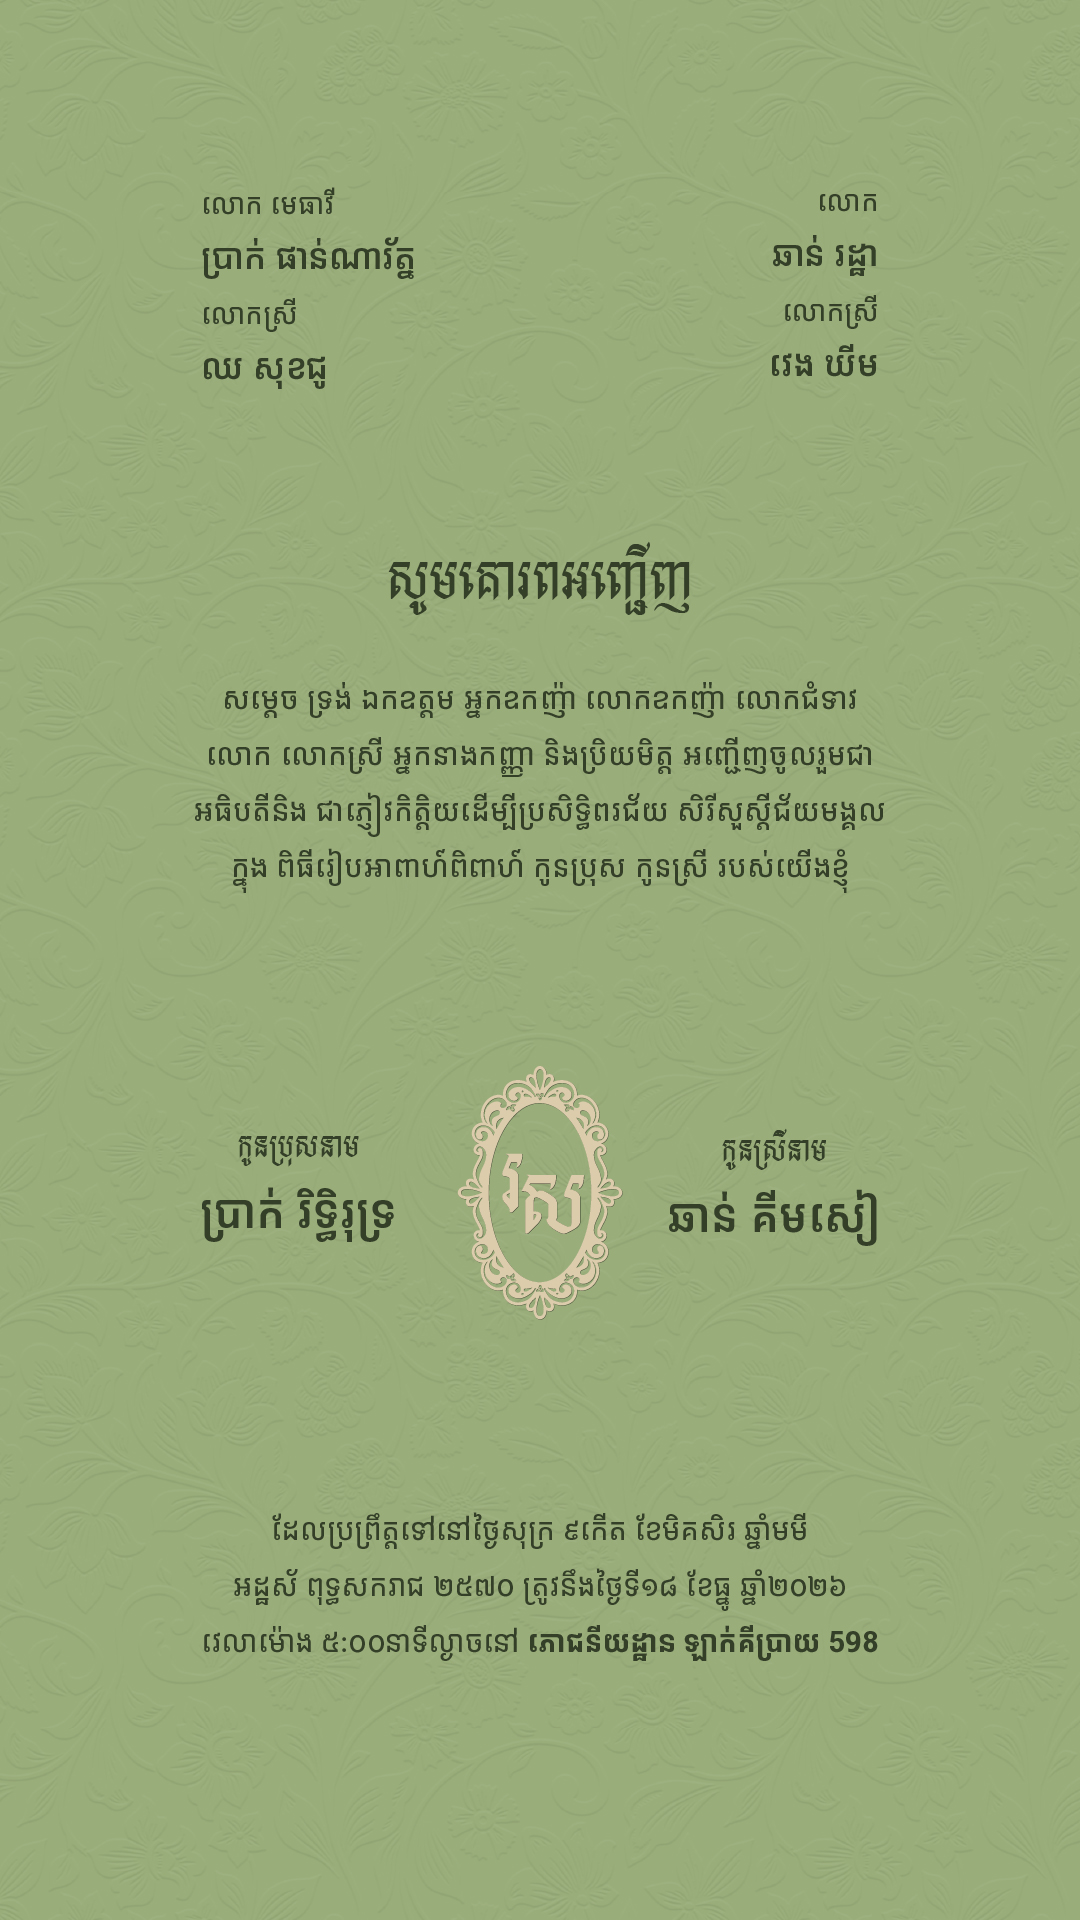 លោក មេធាវី
ប្រាក់ ផាន់ណារ័ត្ន
លោកស្រី
ឈ សុខជូ
លោក
ឆាន់ រដ្ឋា
លោកស្រី
វេង ឃីម
សូមគោរពអញ្ជើញ
សម្តេច ទ្រង់ ឯកឧត្តម អ្នកឧកញ៉ា លោកឧកញ៉ា លោកជំទាវ
លោក លោកស្រី អ្នកនាងកញ្ញា និងប្រិយមិត្ត អញ្ជើញចូលរួមជា
អធិបតីនិង ជាភ្ញៀវកិត្តិយដើម្បីប្រសិទ្ធិពរជ័យ សិរីសួស្តីជ័យមង្គល
ក្នុង ពិធីរៀបអាពាហ៍ពិពាហ៍ កូនប្រុស កូនស្រី របស់យើងខ្ញុំ
កូនប្រុសនាម
ប្រាក់ រិទ្ធិរុទ្រ
រស
កូនស្រីនាម
ឆាន់ គីមសៀ
ដែលប្រព្រឹត្តទៅនៅថ្ងៃសុក្រ ៩កើត ខែមិគសិរ ឆ្នាំមមី
អដ្ឋស័ ពុទ្ធសករាជ ២៥៧០ ត្រូវនឹងថ្ងៃទី១៨ ខែធ្នូ ឆ្នាំ២០២៦
វេលាម៉ោង ៥:០០នាទីល្ងាចនៅ ភោជនីយដ្ឋាន ឡាក់គីប្រាយ 598